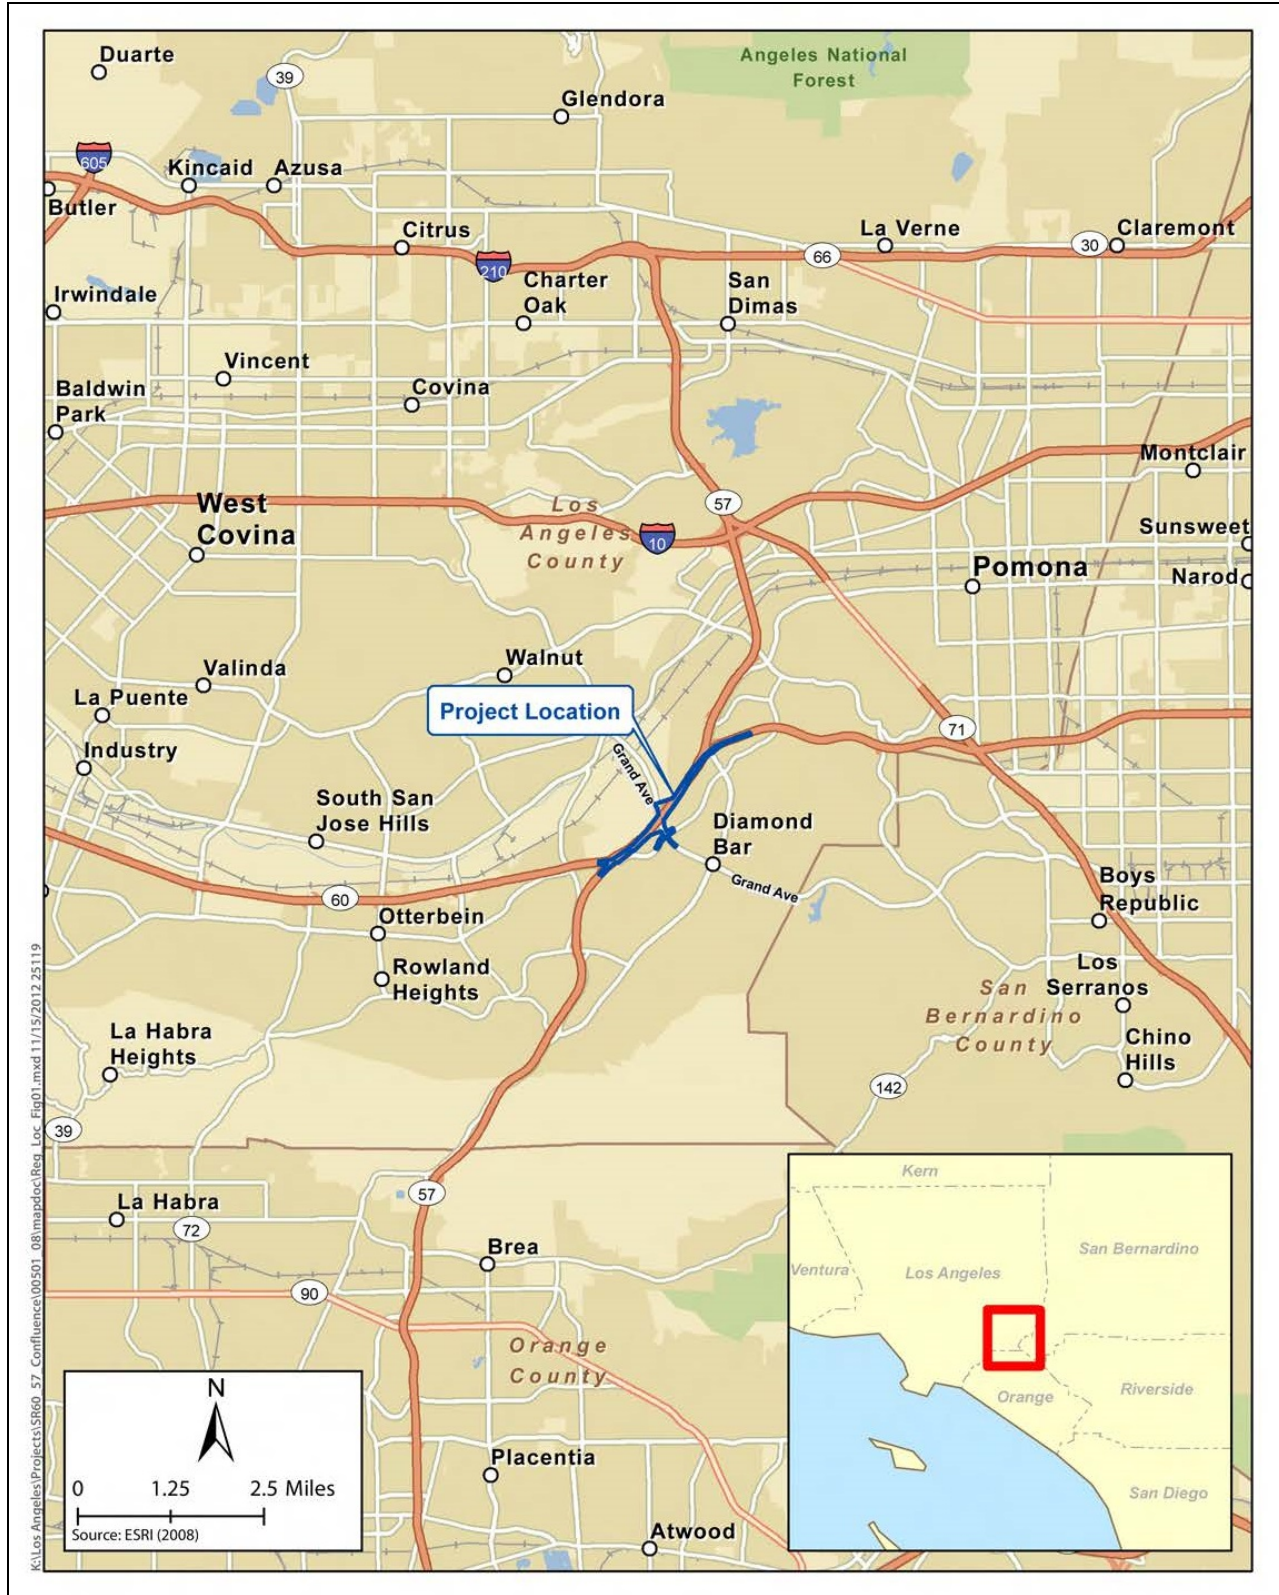 Duarte
39
Angeles National
Forest
Glendora
605
Kincaid
Azusa
Butler
Citrus
La Verne
30
Claremont
66
210
Irwindale
Charter
Oak
San
Dimas
Vincent
Baldwin
Park
Covina
Montclair
West
Covina
Los
Angeles
County
57
10
Sunsweet
Pomona
Narod
Walnut
Valinda
La Puente
Project Location
71
Industry
Grand Ave
South San
Jose Hills
Diamond
Bar
Grand Ave
Boys
Republic
60
Otterbein
Rowland
Heights
Los
Serranos
San
Bernardino
County
La Habra
Heights
Chino
Hills
142
39
57
La Habra
72
Brea
90
Orange
County
Placentia
Atwood
Kern
San Bernardino
Ventura
Los Angeles
Orange
Riverside
San Diego
N
0 1.25 2.5 Miles
Source: ESRI (2008)
K:\Los Angeles\Projects\SR60_57_Confluence\00501_08\mapdoc\Reg_Loc_Fig01.mxd 11/15/2012 25119